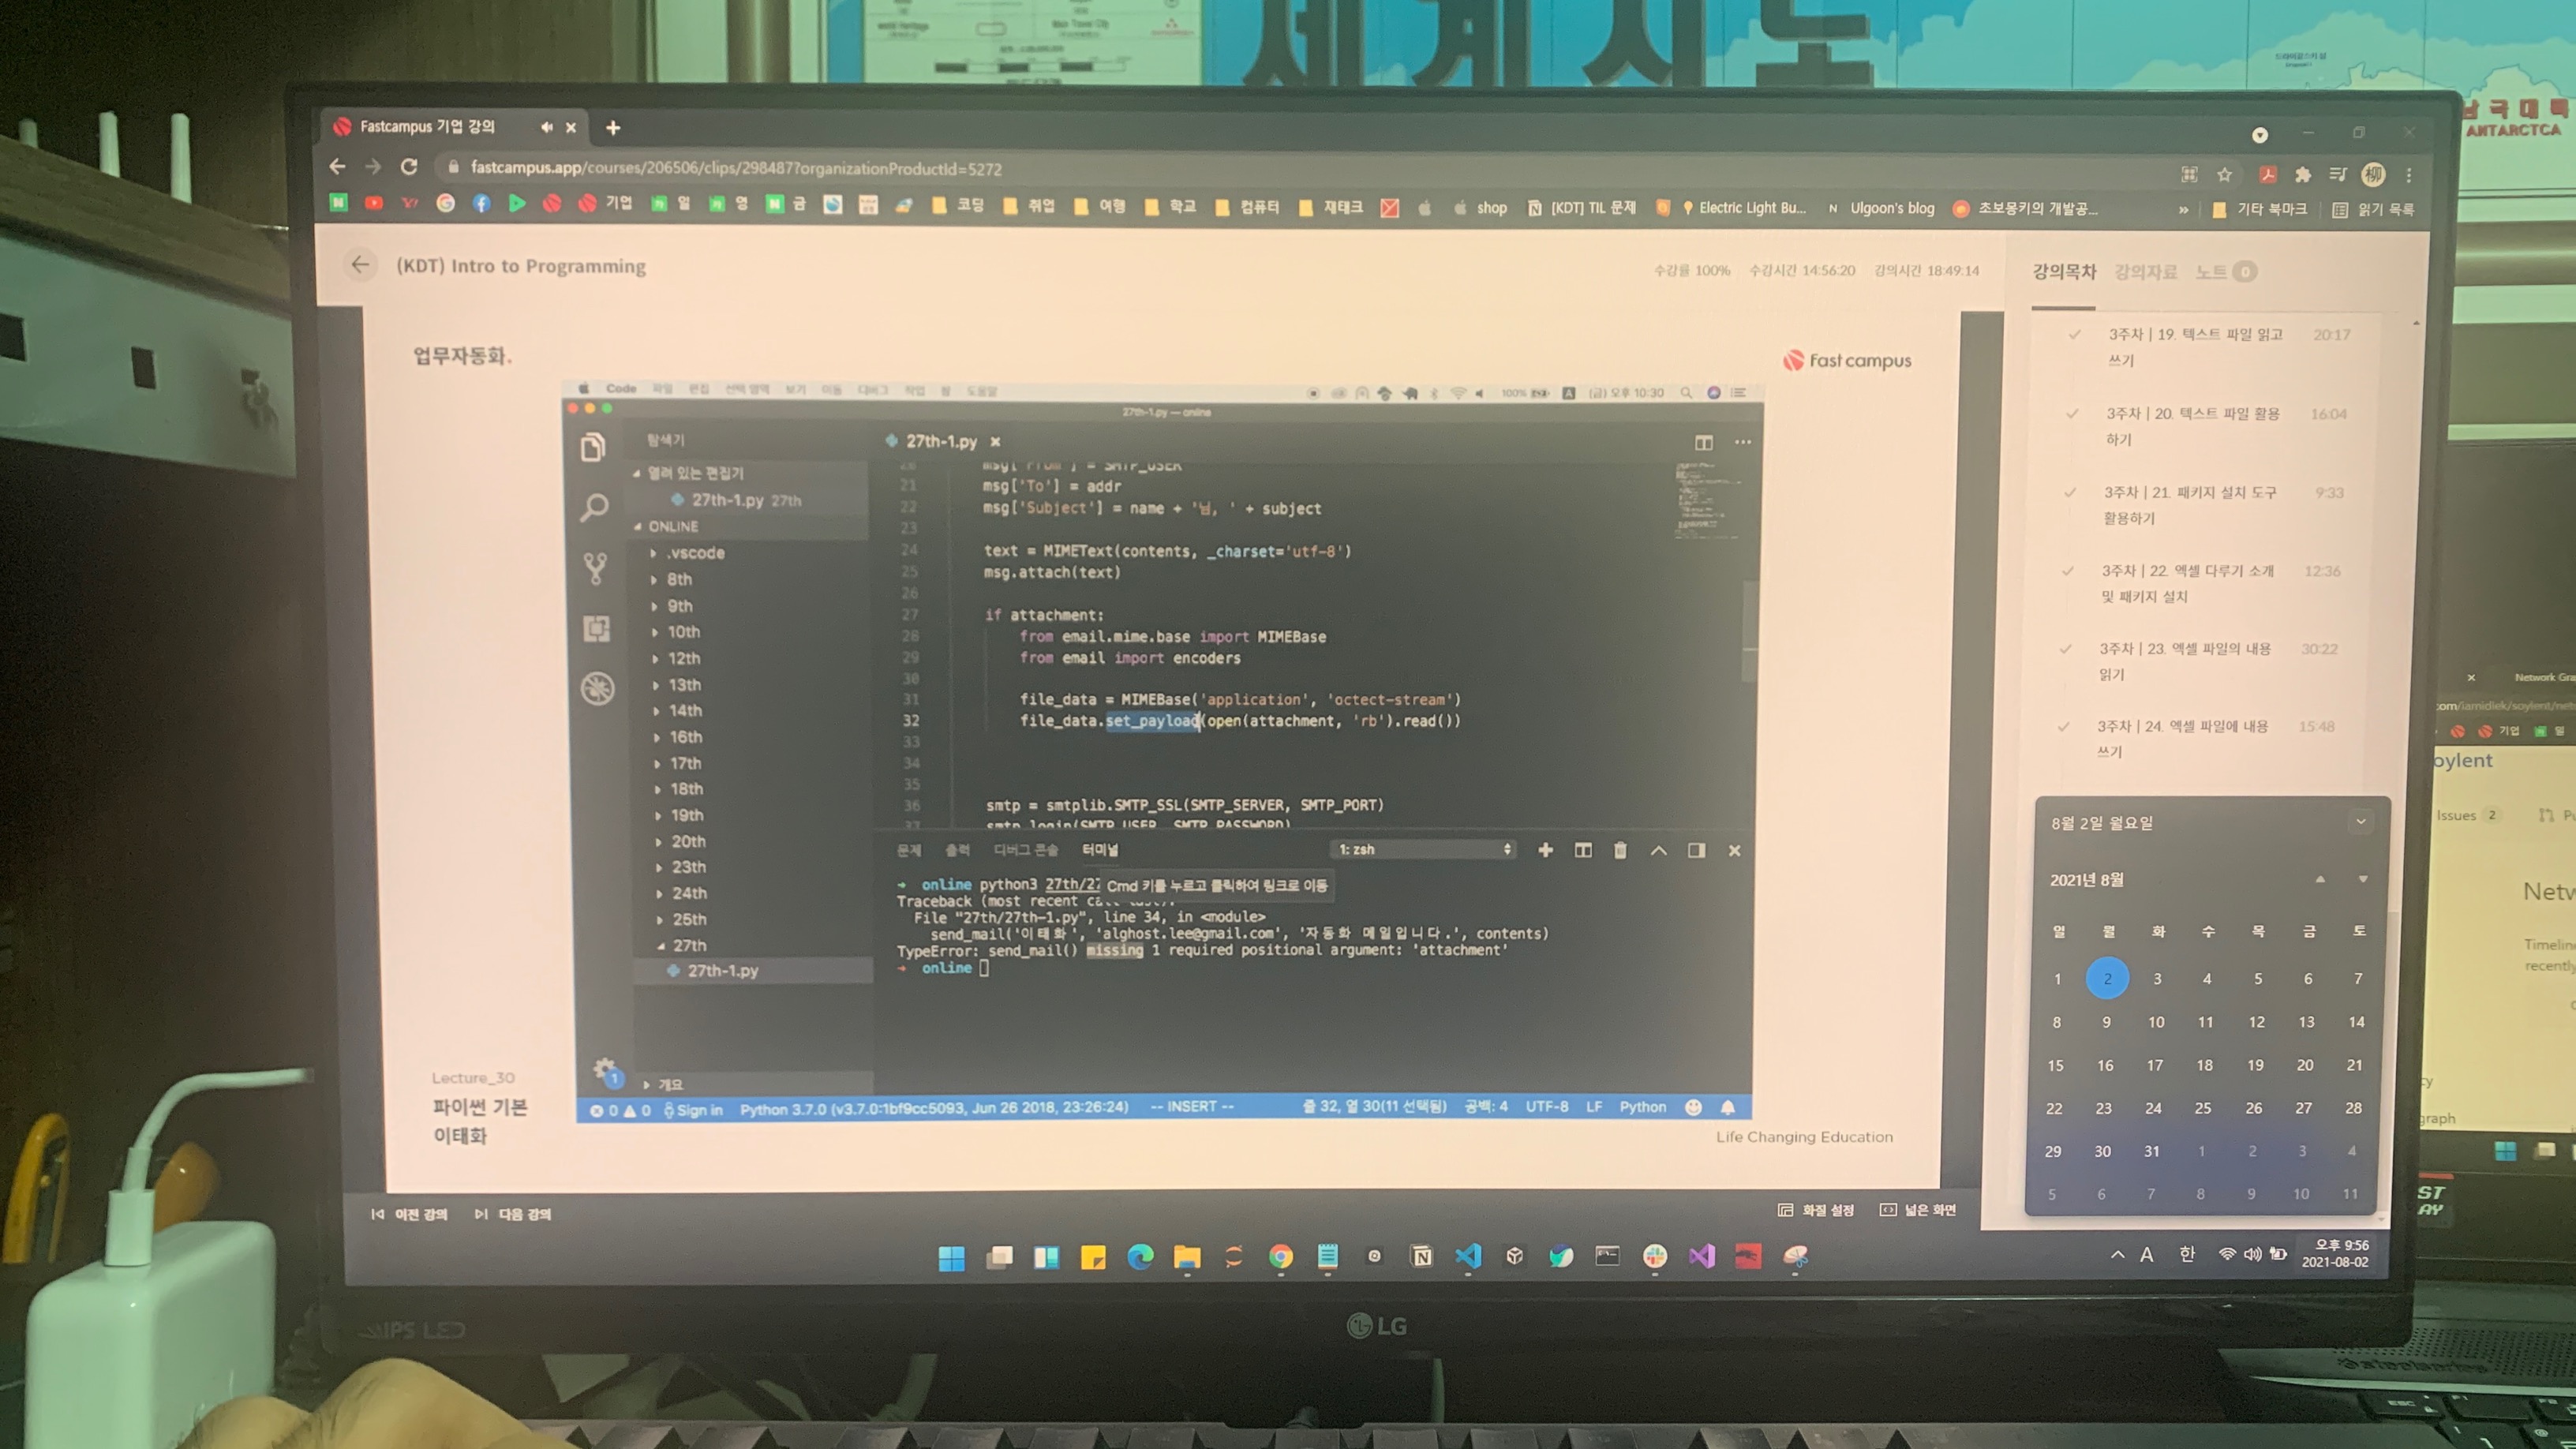 세계지도
남극대륙
ANTARCTCA
Fastcampus 기업 강의
fastcampus.app/courses/206506/clips/298487?organizationProductId=5272
기업 일 영 금 코딩 취업 여행 학교 컴퓨터 재테크 shop [KDT] TIL 문제 Electric Light Bu... Ulgoon's blog 초보몽키의 개발공... » 기타 북마크 읽기 목록
(KDT) Intro to Programming
수강률 100% 수강시간 14:56:20 강의시간 18:49:14
강의목차 강의자료 노트 0
업무자동화.
Fast campus
Code 파일 편집 선택 영역 보기 이동 디버그 작업 창 도움말
100% (금) 오후 10:30
27th-1.py — online
탐색기
열려 있는 편집기
27th-1.py 27th
ONLINE
.vscode
8th
9th
10th
12th
13th
14th
16th
17th
18th
19th
20th
23th
24th
25th
27th
27th-1.py
개요
27th-1.py
20 msg['From'] = SMTP_USER
21 msg['To'] = addr
22 msg['Subject'] = name + '님, ' + subject
23
24 text = MIMEText(contents, _charset='utf-8')
25 msg.attach(text)
26
27 if attachment:
28 from email.mime.base import MIMEBase
29 from email import encoders
30
31 file_data = MIMEBase('application', 'octect-stream')
32 file_data.set_payload(open(attachment, 'rb').read())
33
34
35
36 smtp = smtplib.SMTP_SSL(SMTP_SERVER, SMTP_PORT)
37 smtp.login(SMTP_USER, SMTP_PASSWORD)
문제 출력 디버그 콘솔 터미널 1: zsh
→ online python3 27th/27
Cmd 키를 누르고 클릭하여 링크로 이동
Traceback (most recent call last):
File "27th/27th-1.py", line 34, in <module>
send_mail('이태화', 'alghost.lee@gmail.com', '자동화 메일입니다.', contents)
TypeError: send_mail() missing 1 required positional argument: 'attachment'
→ online
1
0 0 Sign in Python 3.7.0 (v3.7.0:1bf9cc5093, Jun 26 2018, 23:26:24) -- INSERT -- 줄 32, 열 30(11 선택됨) 공백: 4 UTF-8 LF Python
Lecture_30
파이썬 기본
이태화
Life Changing Education
이전 강의 다음 강의
화질 설정 넓은 화면
3주차 | 19. 텍스트 파일 읽고 20:17
쓰기
3주차 | 20. 텍스트 파일 활용 16:04
하기
3주차 | 21. 패키지 설치 도구 9:33
활용하기
3주차 | 22. 엑셀 다루기 소개 12:36
및 패키지 설치
3주차 | 23. 엑셀 파일의 내용 30:22
읽기
3주차 | 24. 엑셀 파일에 내용 15:48
쓰기
8월 2일 월요일
2021년 8월
일 월 화 수 목 금 토
1 2 3 4 5 6 7
8 9 10 11 12 13 14
15 16 17 18 19 20 21
22 23 24 25 26 27 28
29 30 31 1 2 3 4
5 6 7 8 9 10 11
A 한 오후 9:56
2021-08-02
IPS LED
LG
Network Gra
com/iamidiek/soylent/net
기업 일
oylent
Issues 2
Netw
Timelin
recently
graph